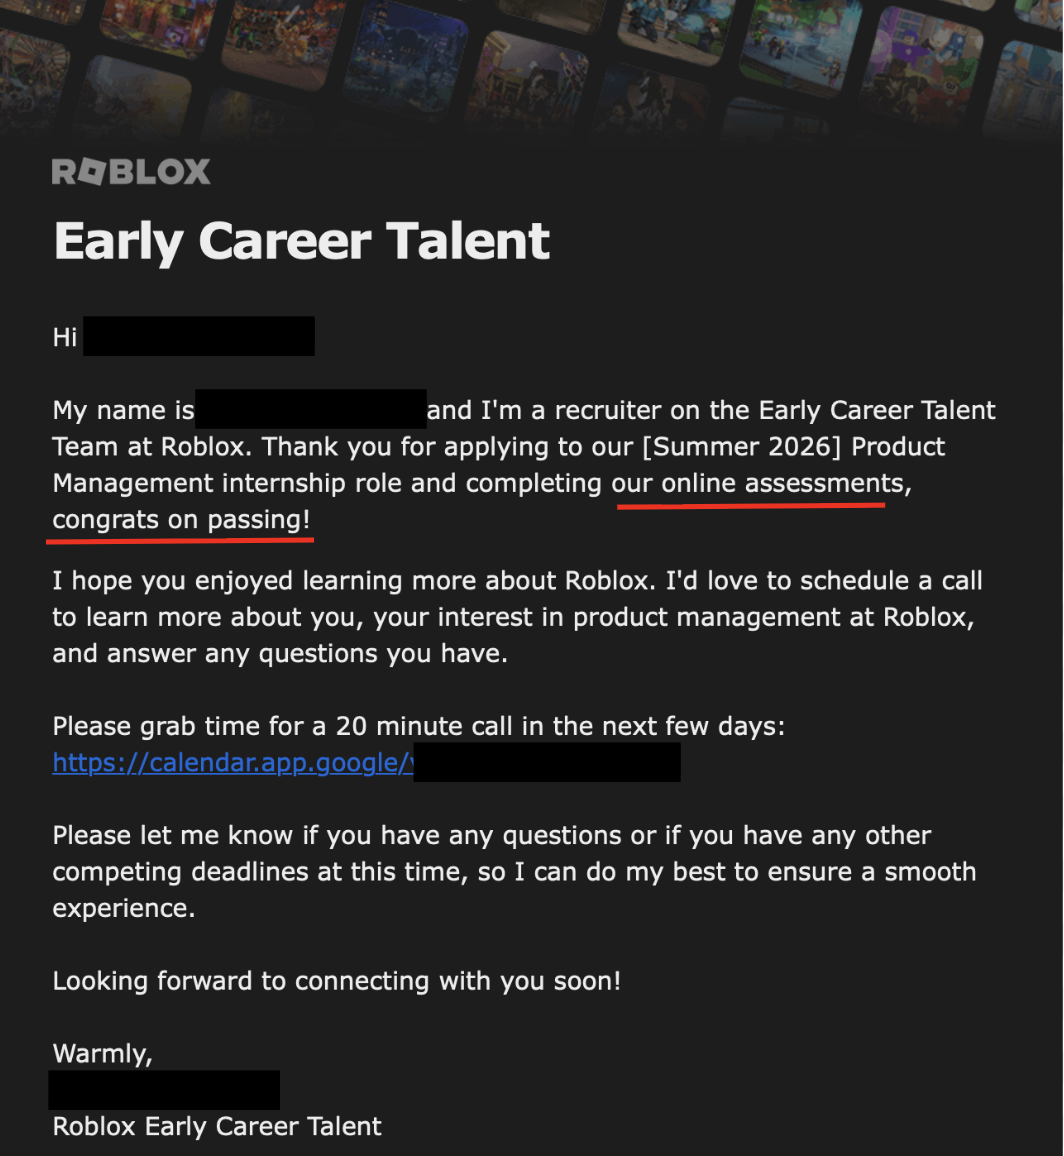 ROBLOX
Early Career Talent
Hi
My name is and I'm a recruiter on the Early Career Talent
Team at Roblox. Thank you for applying to our [Summer 2026] Product
Management internship role and completing our online assessments,
congrats on passing!
I hope you enjoyed learning more about Roblox. I'd love to schedule a call
to learn more about you, your interest in product management at Roblox,
and answer any questions you have.
Please grab time for a 20 minute call in the next few days:
https://calendar.app.google/
Please let me know if you have any questions or if you have any other
competing deadlines at this time, so I can do my best to ensure a smooth
experience.
Looking forward to connecting with you soon!
Warmly,
Roblox Early Career Talent